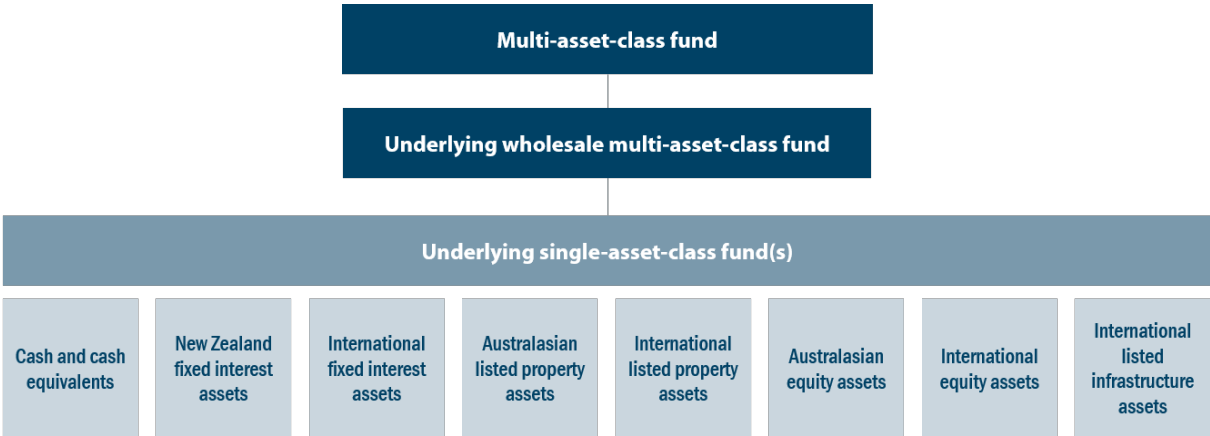 Multi-asset-class fund
Underlying wholesale multi-asset-class fund
Underlying single-asset-class fund(s)
Cash and cash
equivalents
New Zealand
fixed interest
assets
International
fixed interest
assets
Australasian
listed property
assets
International
listed property
assets
Australasian
equity assets
International
equity assets
International
listed
infrastructure
assets